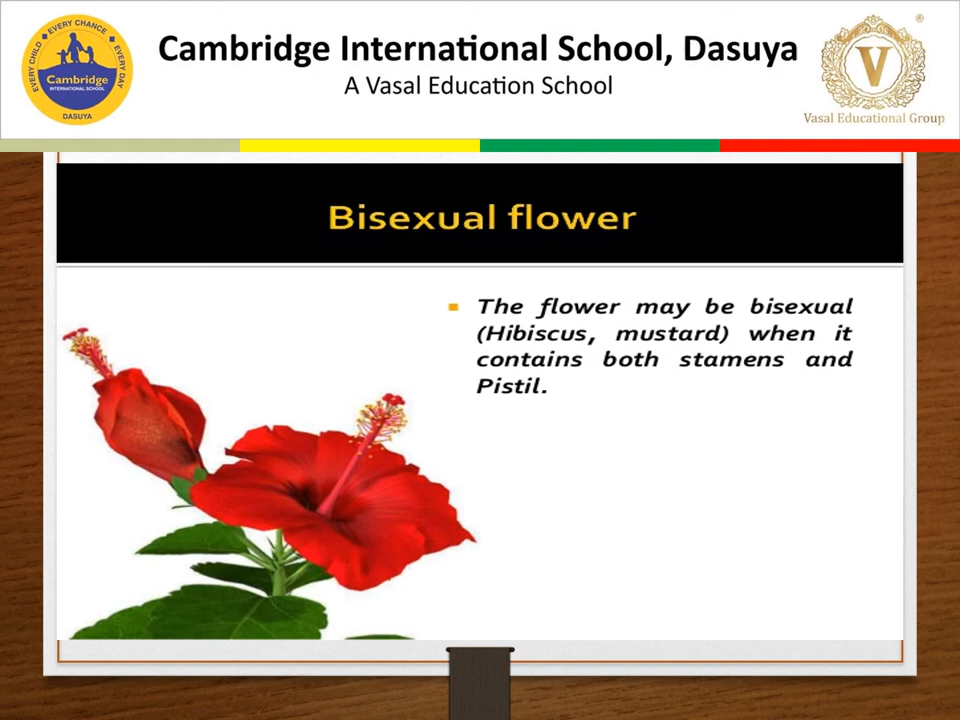 Cambridge International School, Dasuya
A Vasal Education School
EVERY CHILD ◆ EVERY CHANCE ◆ EVERY DAY
Cambridge
INTERNATIONAL SCHOOL
DASUYA
V
®
Vasal Educational Group
Bisexual flower
The flower may be bisexual
(Hibiscus, mustard) when it
contains both stamens and
Pistil.